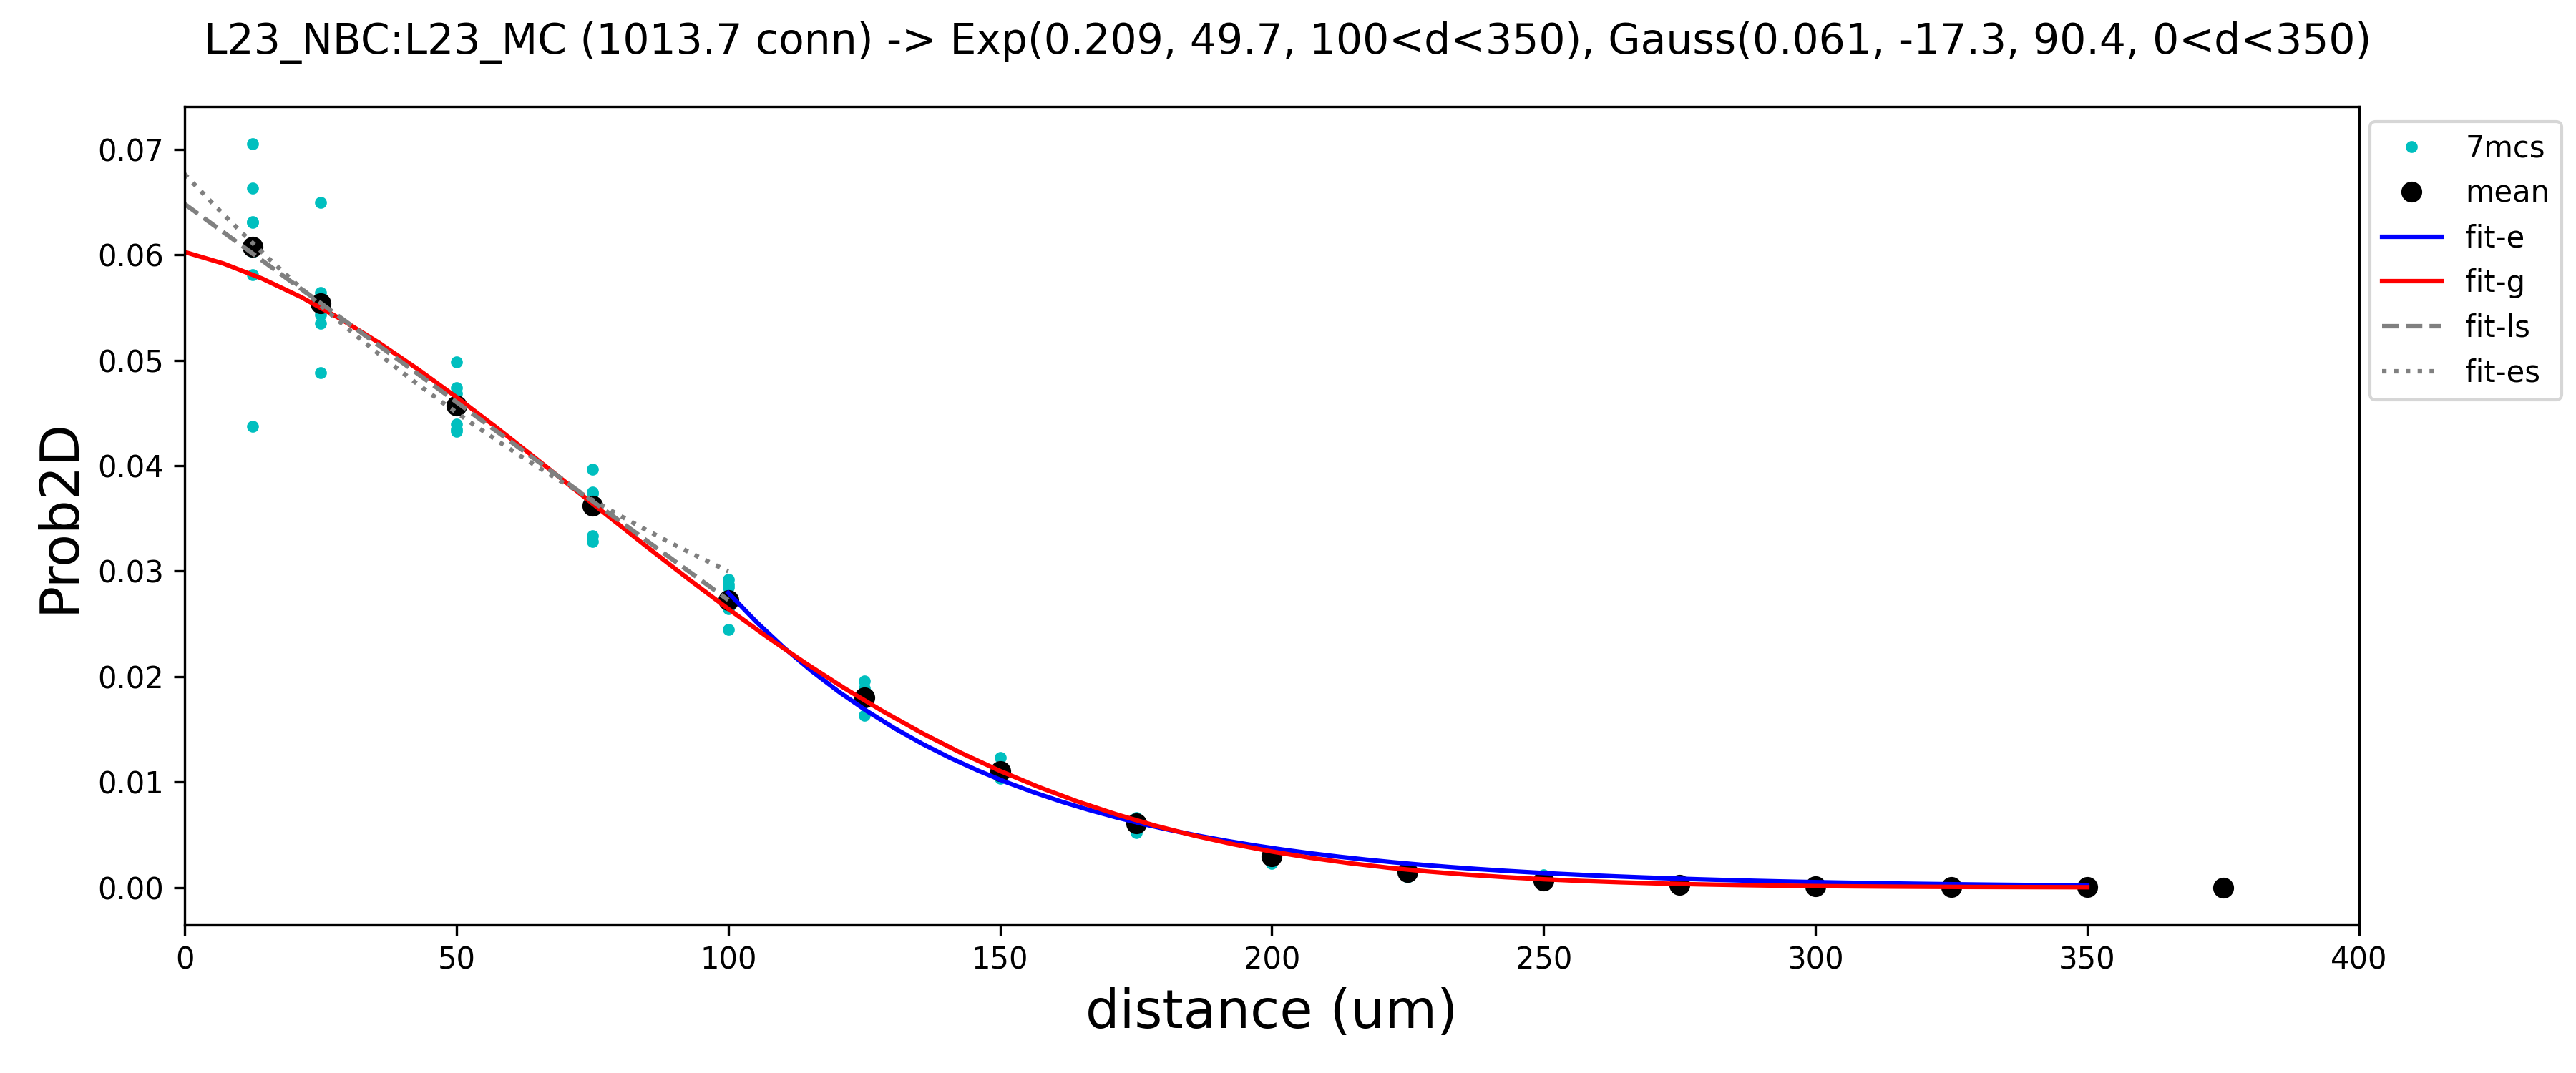 L23_NBC:L23_MC (1013.7 conn) -> Exp(0.209, 49.7, 100<d<350), Gauss(0.061, -17.3, 90.4, 0<d<350)
0.07
0.06
0.05
0.04
0.03
0.02
0.01
0.00
Prob2D
0 50 100 150 200 250 300 350 400
distance (um)
7mcs
mean
fit-e
fit-g
fit-ls
fit-es